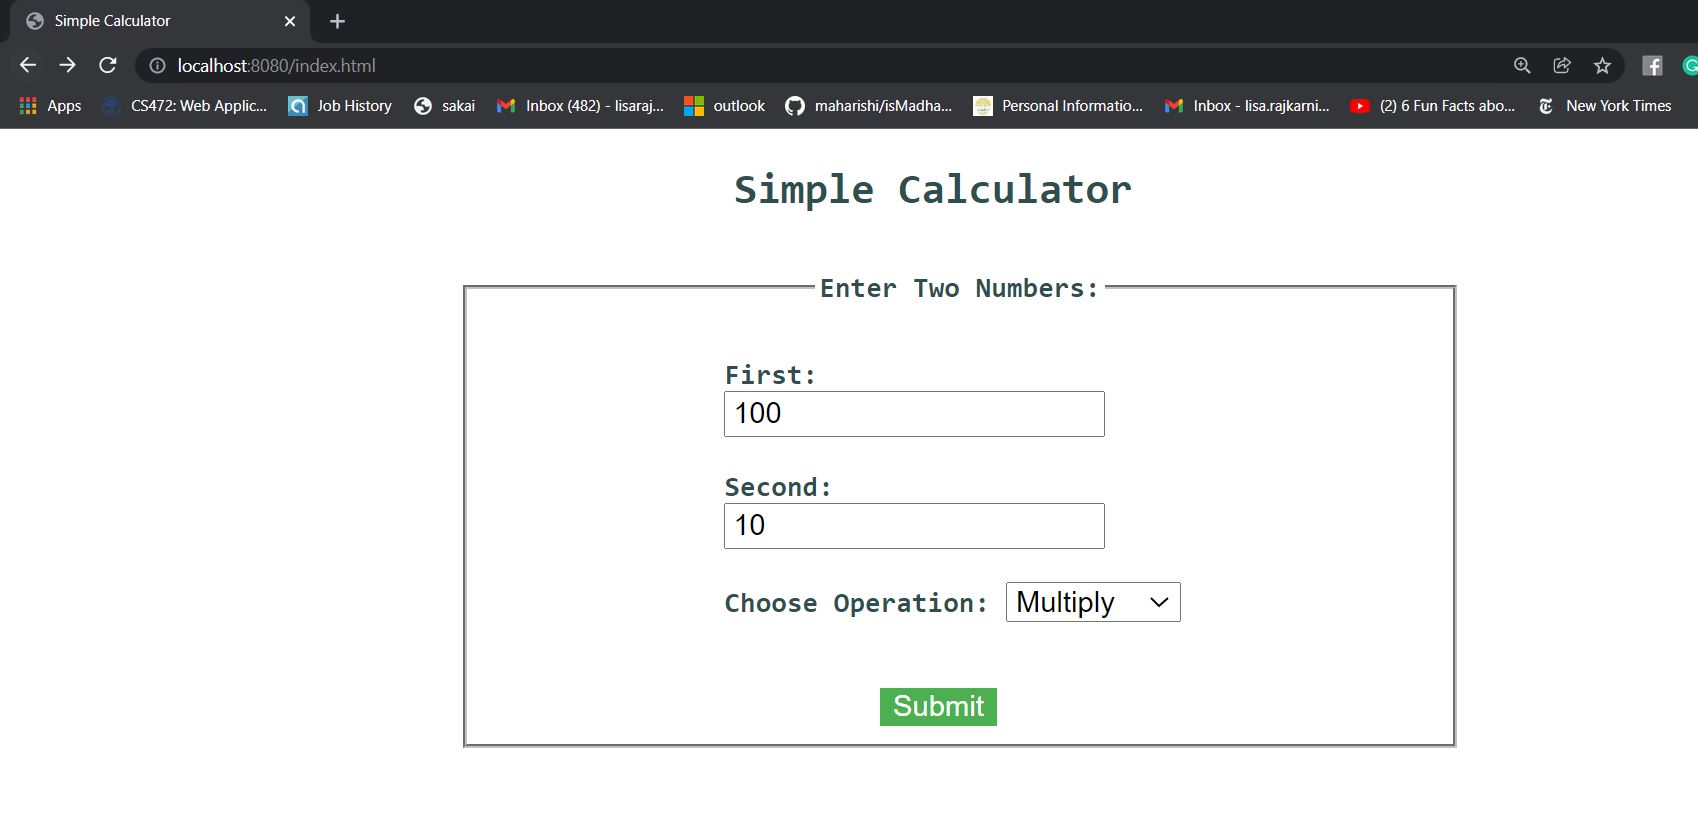 Simple Calculator
localhost:8080/index.html
Apps CS472: Web Applic... Job History sakai Inbox (482) - lisaraj... outlook maharishi/isMadha... Personal Informatio... Inbox - lisa.rajkarni... (2) 6 Fun Facts abo... New York Times
Simple Calculator
Enter Two Numbers:
First:
100
Second:
10
Choose Operation: Multiply
Submit